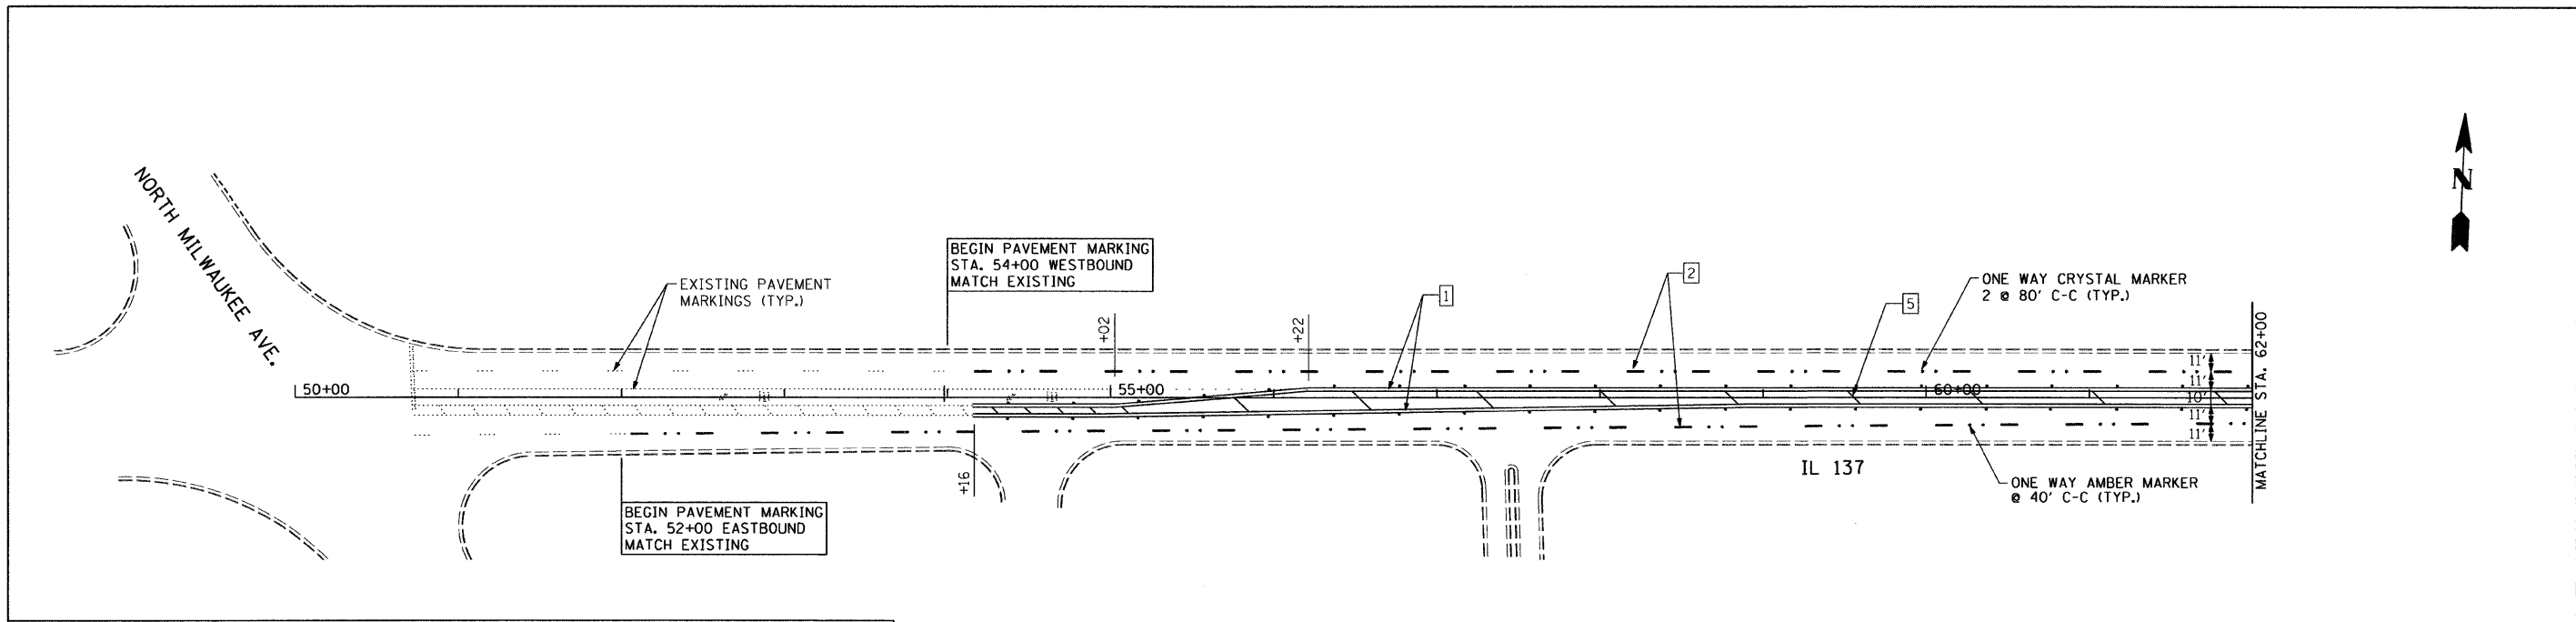 NORTH MILWAUKEE AVE.
EXISTING PAVEMENT
MARKINGS (TYP.)
BEGIN PAVEMENT MARKING
STA. 54+00 WESTBOUND
MATCH EXISTING
+02
+22
1
2
5
ONE WAY CRYSTAL MARKER
2 @ 80' C-C (TYP.)
N
MATCHLINE STA. 62+00
50+00
55+00
60+00
11'
11'
10'
11'
11'
+16
BEGIN PAVEMENT MARKING
STA. 52+00 EASTBOUND
MATCH EXISTING
IL 137
ONE WAY AMBER MARKER
@ 40' C-C (TYP.)